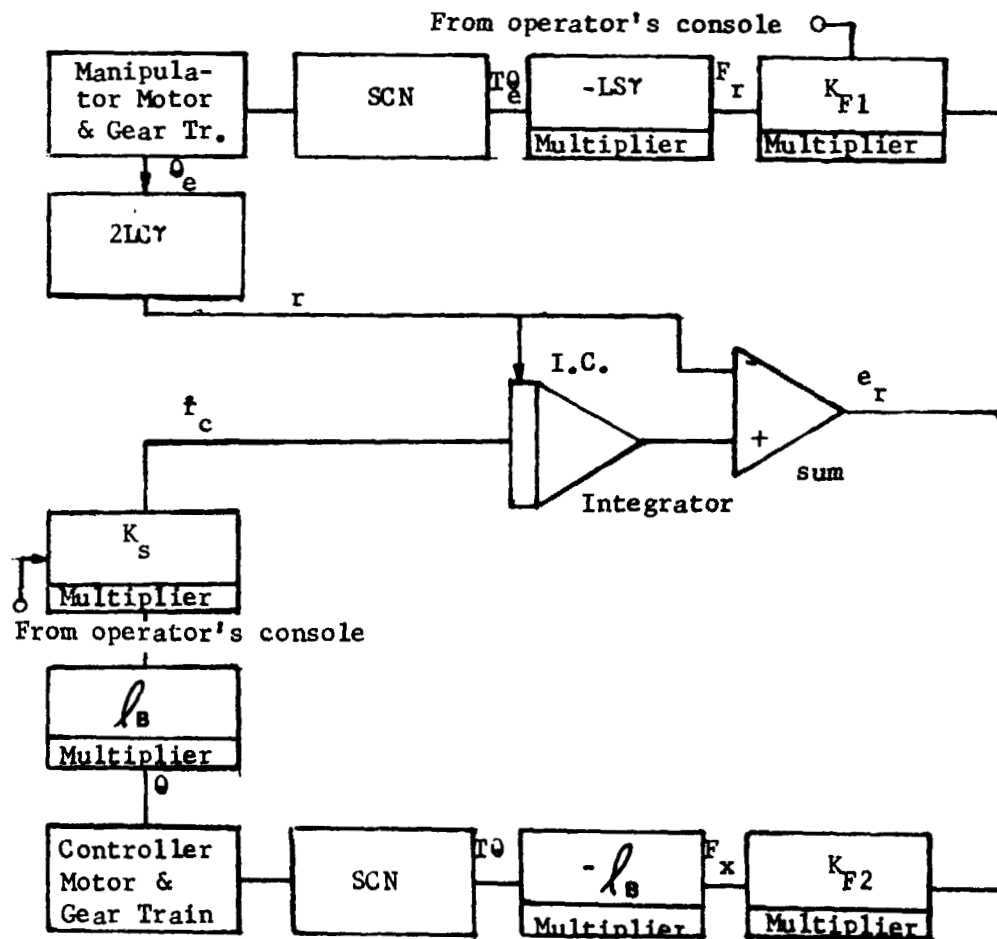 From operator's console
Manipula-
tor Motor
& Gear Tr.
SCN
Tθe
-LSγ
Multiplier
Fr
KF1
Multiplier
θe
2LCγ
r
I.C.
er
ṙc
-
+
sum
Integrator
Ks
Multiplier
From operator's console
ℓB
Multiplier
θ
Controller
Motor &
Gear Train
SCN
Tθ
-ℓB
Multiplier
Fx
KF2
Multiplier